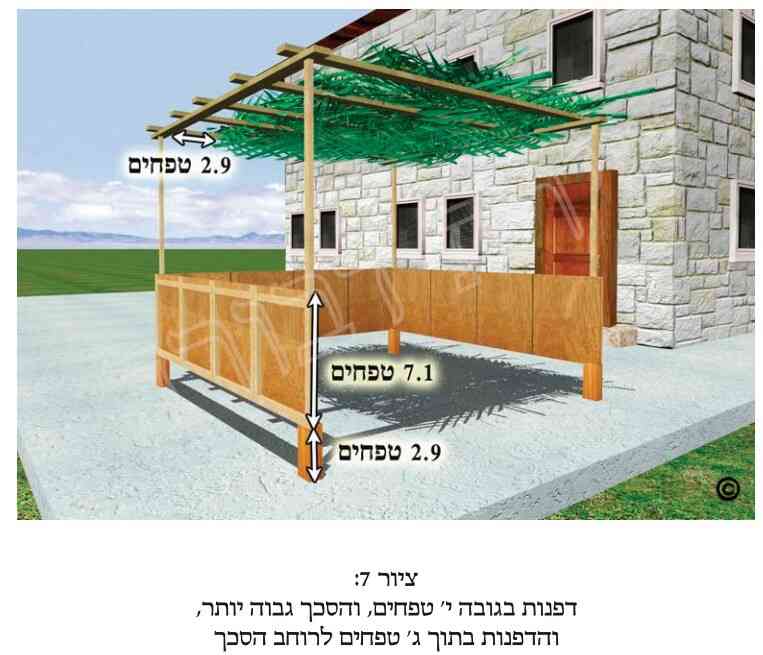 2.9 טפחים
7.1 טפחים
2.9 טפחים
©
ציור 7:
דפנות בגובה י׳ טפחים, והסכך גבוה יותר,
והדפנות בתוך ג׳ טפחים לרוחב הסכך